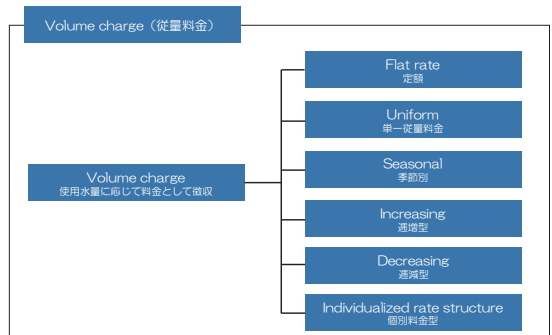 Volume charge（従量料金）
Flat rate
定額
Uniform
単一従量料金
Volume charge
使用水量に応じて料金として徴収
Seasonal
季節別
Increasing
逓増型
Decreasing
逓減型
Individualized rate structure
個別料金型